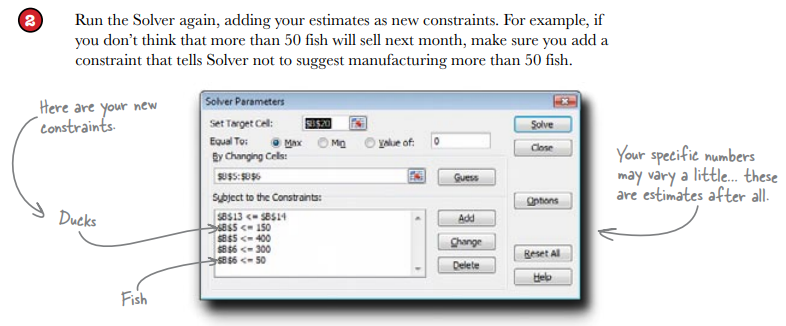 2
Run the Solver again, adding your estimates as new constraints. For example, if
you don't think that more than 50 fish will sell next month, make sure you add a
constraint that tells Solver not to suggest manufacturing more than 50 fish.
Here are your new
constraints.
Ducks
Fish
Solver Parameters
Set Target Cell:
$B$20
Equal To:
Max
Min
Value of:
0
By Changing Cells:
$B$5:$B$6
Guess
Subject to the Constraints:
$B$13 <= $B$14
$B$5 <= 150
$B$5 <= 400
$B$6 <= 300
$B$6 <= 50
Add
Change
Delete
Solve
Close
Options
Reset All
Help
Your specific numbers
may vary a little... these
are estimates after all.